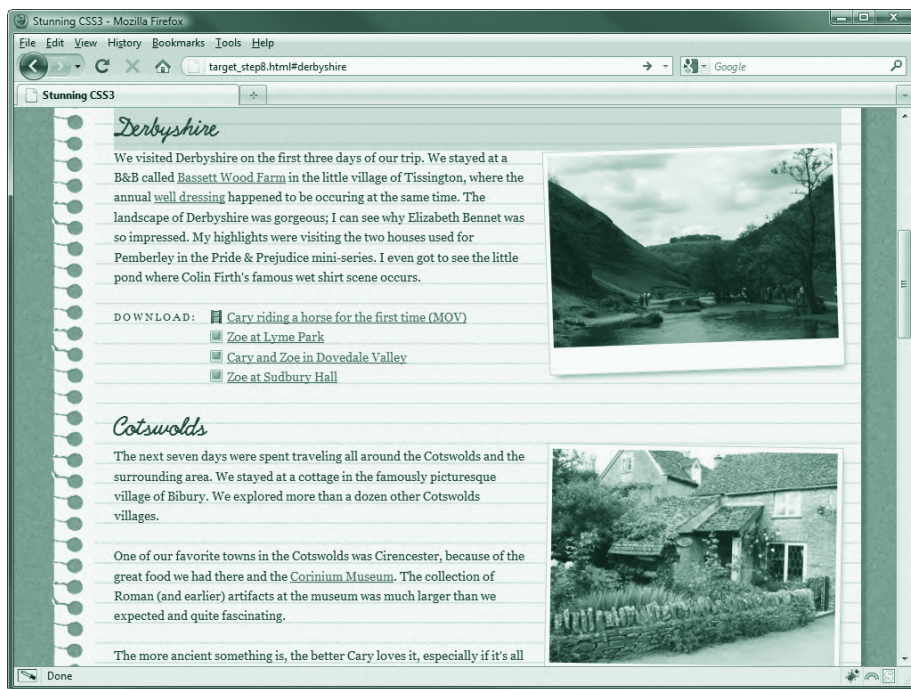 Stunning CSS3 - Mozilla Firefox
File Edit View History Bookmarks Tools Help
target_step8.html#derbyshire
Google
Stunning CSS3
Derbyshire
We visited Derbyshire on the first three days of our trip. We stayed at a
B&B called Bassett Wood Farm in the little village of Tissington, where the
annual well dressing happened to be occuring at the same time. The
landscape of Derbyshire was gorgeous; I can see why Elizabeth Bennet was
so impressed. My highlights were visiting the two houses used for
Pemberley in the Pride & Prejudice mini-series. I even got to see the little
pond where Colin Firth's famous wet shirt scene occurs.
DOWNLOAD: Cary riding a horse for the first time (MOV)
Zoe at Lyme Park
Cary and Zoe in Dovedale Valley
Zoe at Sudbury Hall
Cotswolds
The next seven days were spent traveling all around the Cotswolds and the
surrounding area. We stayed at a cottage in the famously picturesque
village of Bibury. We explored more than a dozen other Cotswolds
villages.
One of our favorite towns in the Cotswolds was Cirencester, because of the
great food we had there and the Corinium Museum. The collection of
Roman (and earlier) artifacts at the museum was much larger than we
expected and quite fascinating.
The more ancient something is, the better Cary loves it, especially if it's all
Done